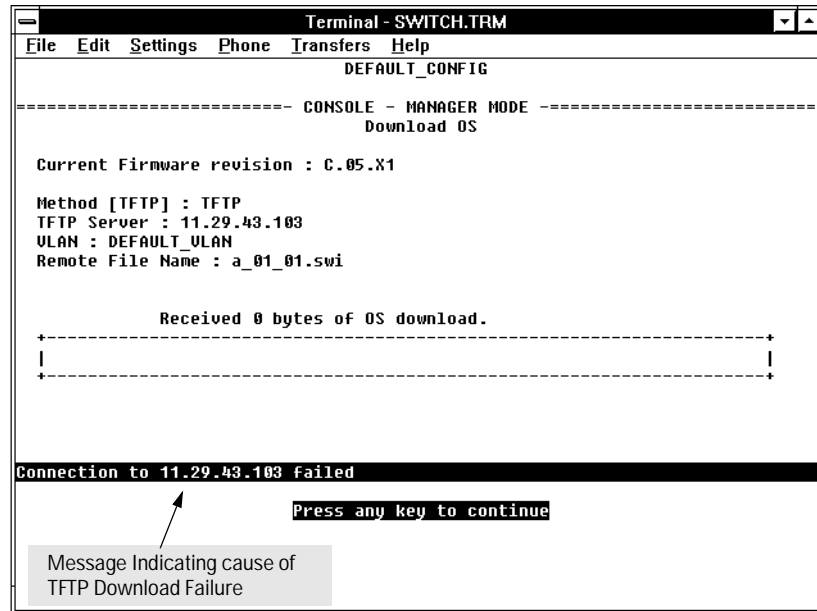 Terminal - SWITCH.TRM
File Edit Settings Phone Transfers Help
DEFAULT_CONFIG
==========================- CONSOLE - MANAGER MODE -==========================
Download OS
Current Firmware revision : C.05.X1
Method [TFTP] : TFTP
TFTP Server : 11.29.43.103
VLAN : DEFAULT_VLAN
Remote File Name : a_01_01.swi
Received 0 bytes of OS download.
Connection to 11.29.43.103 failed
Press any key to continue
Message Indicating cause of
TFTP Download Failure